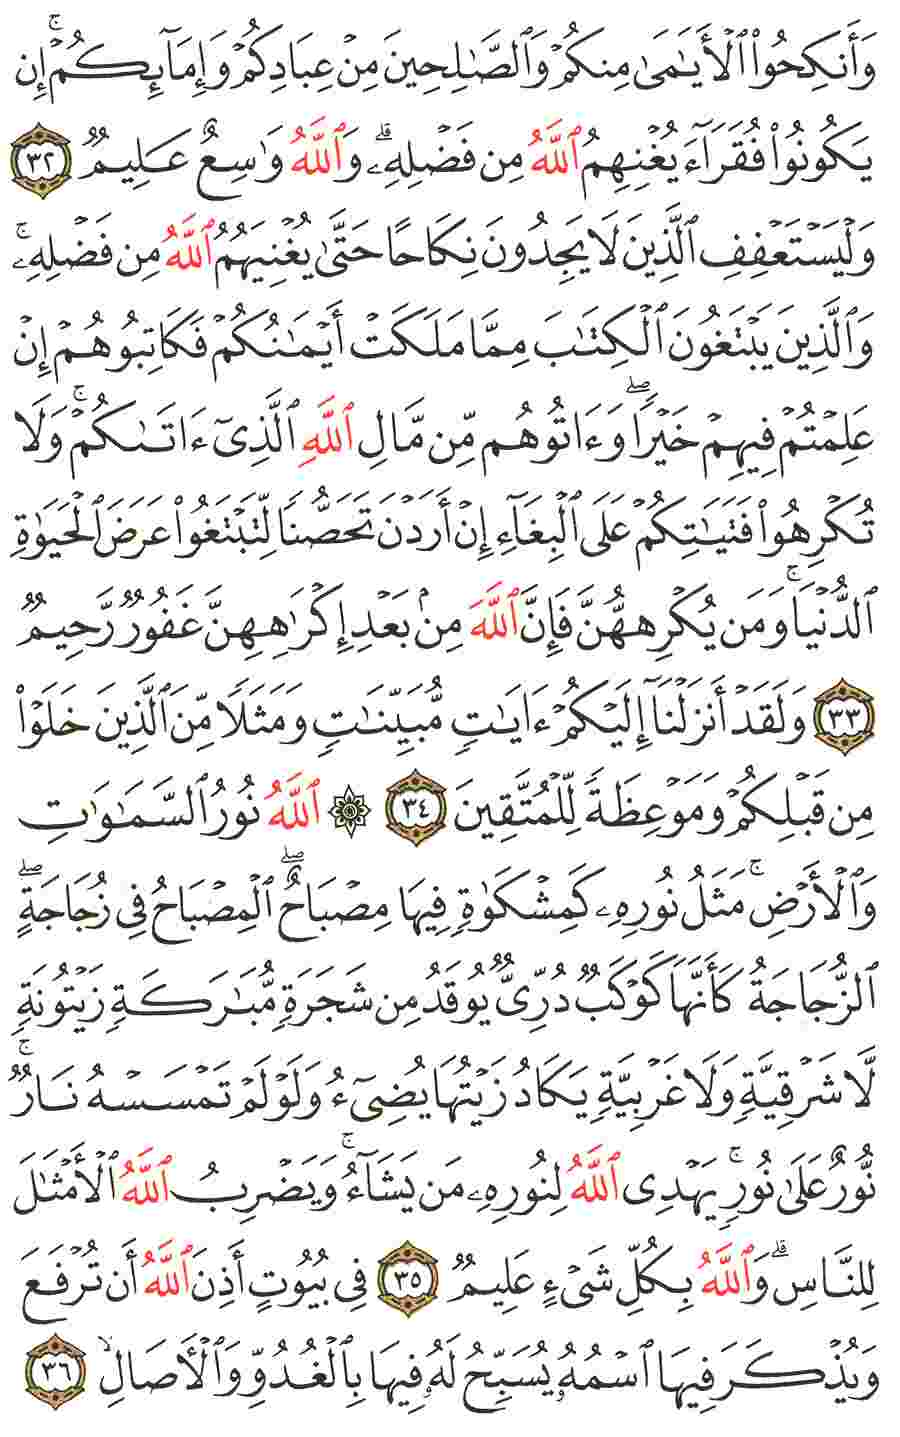 وَأَنكِحُوا۟ ٱلْأَيَـٰمَىٰ مِنكُمْ وَٱلصَّـٰلِحِينَ مِنْ عِبَادِكُمْ وَإِمَآئِكُمْ ۚ إِن
يَكُونُوا۟ فُقَرَآءَ يُغْنِهِمُ ٱللَّهُ مِن فَضْلِهِۦ ۗ وَٱللَّهُ وَٰسِعٌ عَلِيمٌ ٣٢
وَلْيَسْتَعْفِفِ ٱلَّذِينَ لَا يَجِدُونَ نِكَاحًا حَتَّىٰ يُغْنِيَهُمُ ٱللَّهُ مِن فَضْلِهِۦ ۗ
وَٱلَّذِينَ يَبْتَغُونَ ٱلْكِتَـٰبَ مِمَّا مَلَكَتْ أَيْمَـٰنُكُمْ فَكَاتِبُوهُمْ إِنْ
عَلِمْتُمْ فِيهِمْ خَيْرًا ۖ وَءَاتُوهُم مِّن مَّالِ ٱللَّهِ ٱلَّذِىٓ ءَاتَىٰكُمْ ۚ وَلَا
تُكْرِهُوا۟ فَتَيَـٰتِكُمْ عَلَى ٱلْبِغَآءِ إِنْ أَرَدْنَ تَحَصُّنًا لِّتَبْتَغُوا۟ عَرَضَ ٱلْحَيَوٰةِ
ٱلدُّنْيَا ۚ وَمَن يُكْرِههُّنَّ فَإِنَّ ٱللَّهَ مِنۢ بَعْدِ إِكْرَٰهِهِنَّ غَفُورٌ رَّحِيمٌ
٣٣ وَلَقَدْ أَنزَلْنَآ إِلَيْكُمْ ءَايَـٰتٍ مُّبَيِّنَـٰتٍ وَمَثَلًا مِّنَ ٱلَّذِينَ خَلَوْا۟
مِن قَبْلِكُمْ وَمَوْعِظَةً لِّلْمُتَّقِينَ ٣٤ ۞ ٱللَّهُ نُورُ ٱلسَّمَـٰوَٰتِ
وَٱلْأَرْضِ ۚ مَثَلُ نُورِهِۦ كَمِشْكَوٰةٍ فِيهَا مِصْبَاحٌ ۖ ٱلْمِصْبَاحُ فِى زُجَاجَةٍ ۖ
ٱلزُّجَاجَةُ كَأَنَّهَا كَوْكَبٌ دُرِّىٌّ يُوقَدُ مِن شَجَرَةٍ مُّبَـٰرَكَةٍ زَيْتُونَةٍ
لَّا شَرْقِيَّةٍ وَلَا غَرْبِيَّةٍ يَكَادُ زَيْتُهَا يُضِىٓءُ وَلَوْ لَمْ تَمْسَسْهُ نَارٌ ۚ
نُّورٌ عَلَىٰ نُورٍ ۗ يَهْدِى ٱللَّهُ لِنُورِهِۦ مَن يَشَآءُ ۚ وَيَضْرِبُ ٱللَّهُ ٱلْأَمْثَـٰلَ
لِلنَّاسِ ۗ وَٱللَّهُ بِكُلِّ شَىْءٍ عَلِيمٌ ٣٥ فِى بُيُوتٍ أَذِنَ ٱللَّهُ أَن تُرْفَعَ
وَيُذْكَرَ فِيهَا ٱسْمُهُۥ يُسَبِّحُ لَهُۥ فِيهَا بِٱلْغُدُوِّ وَٱلْـَٔاصَالِ ۙ ٣٦